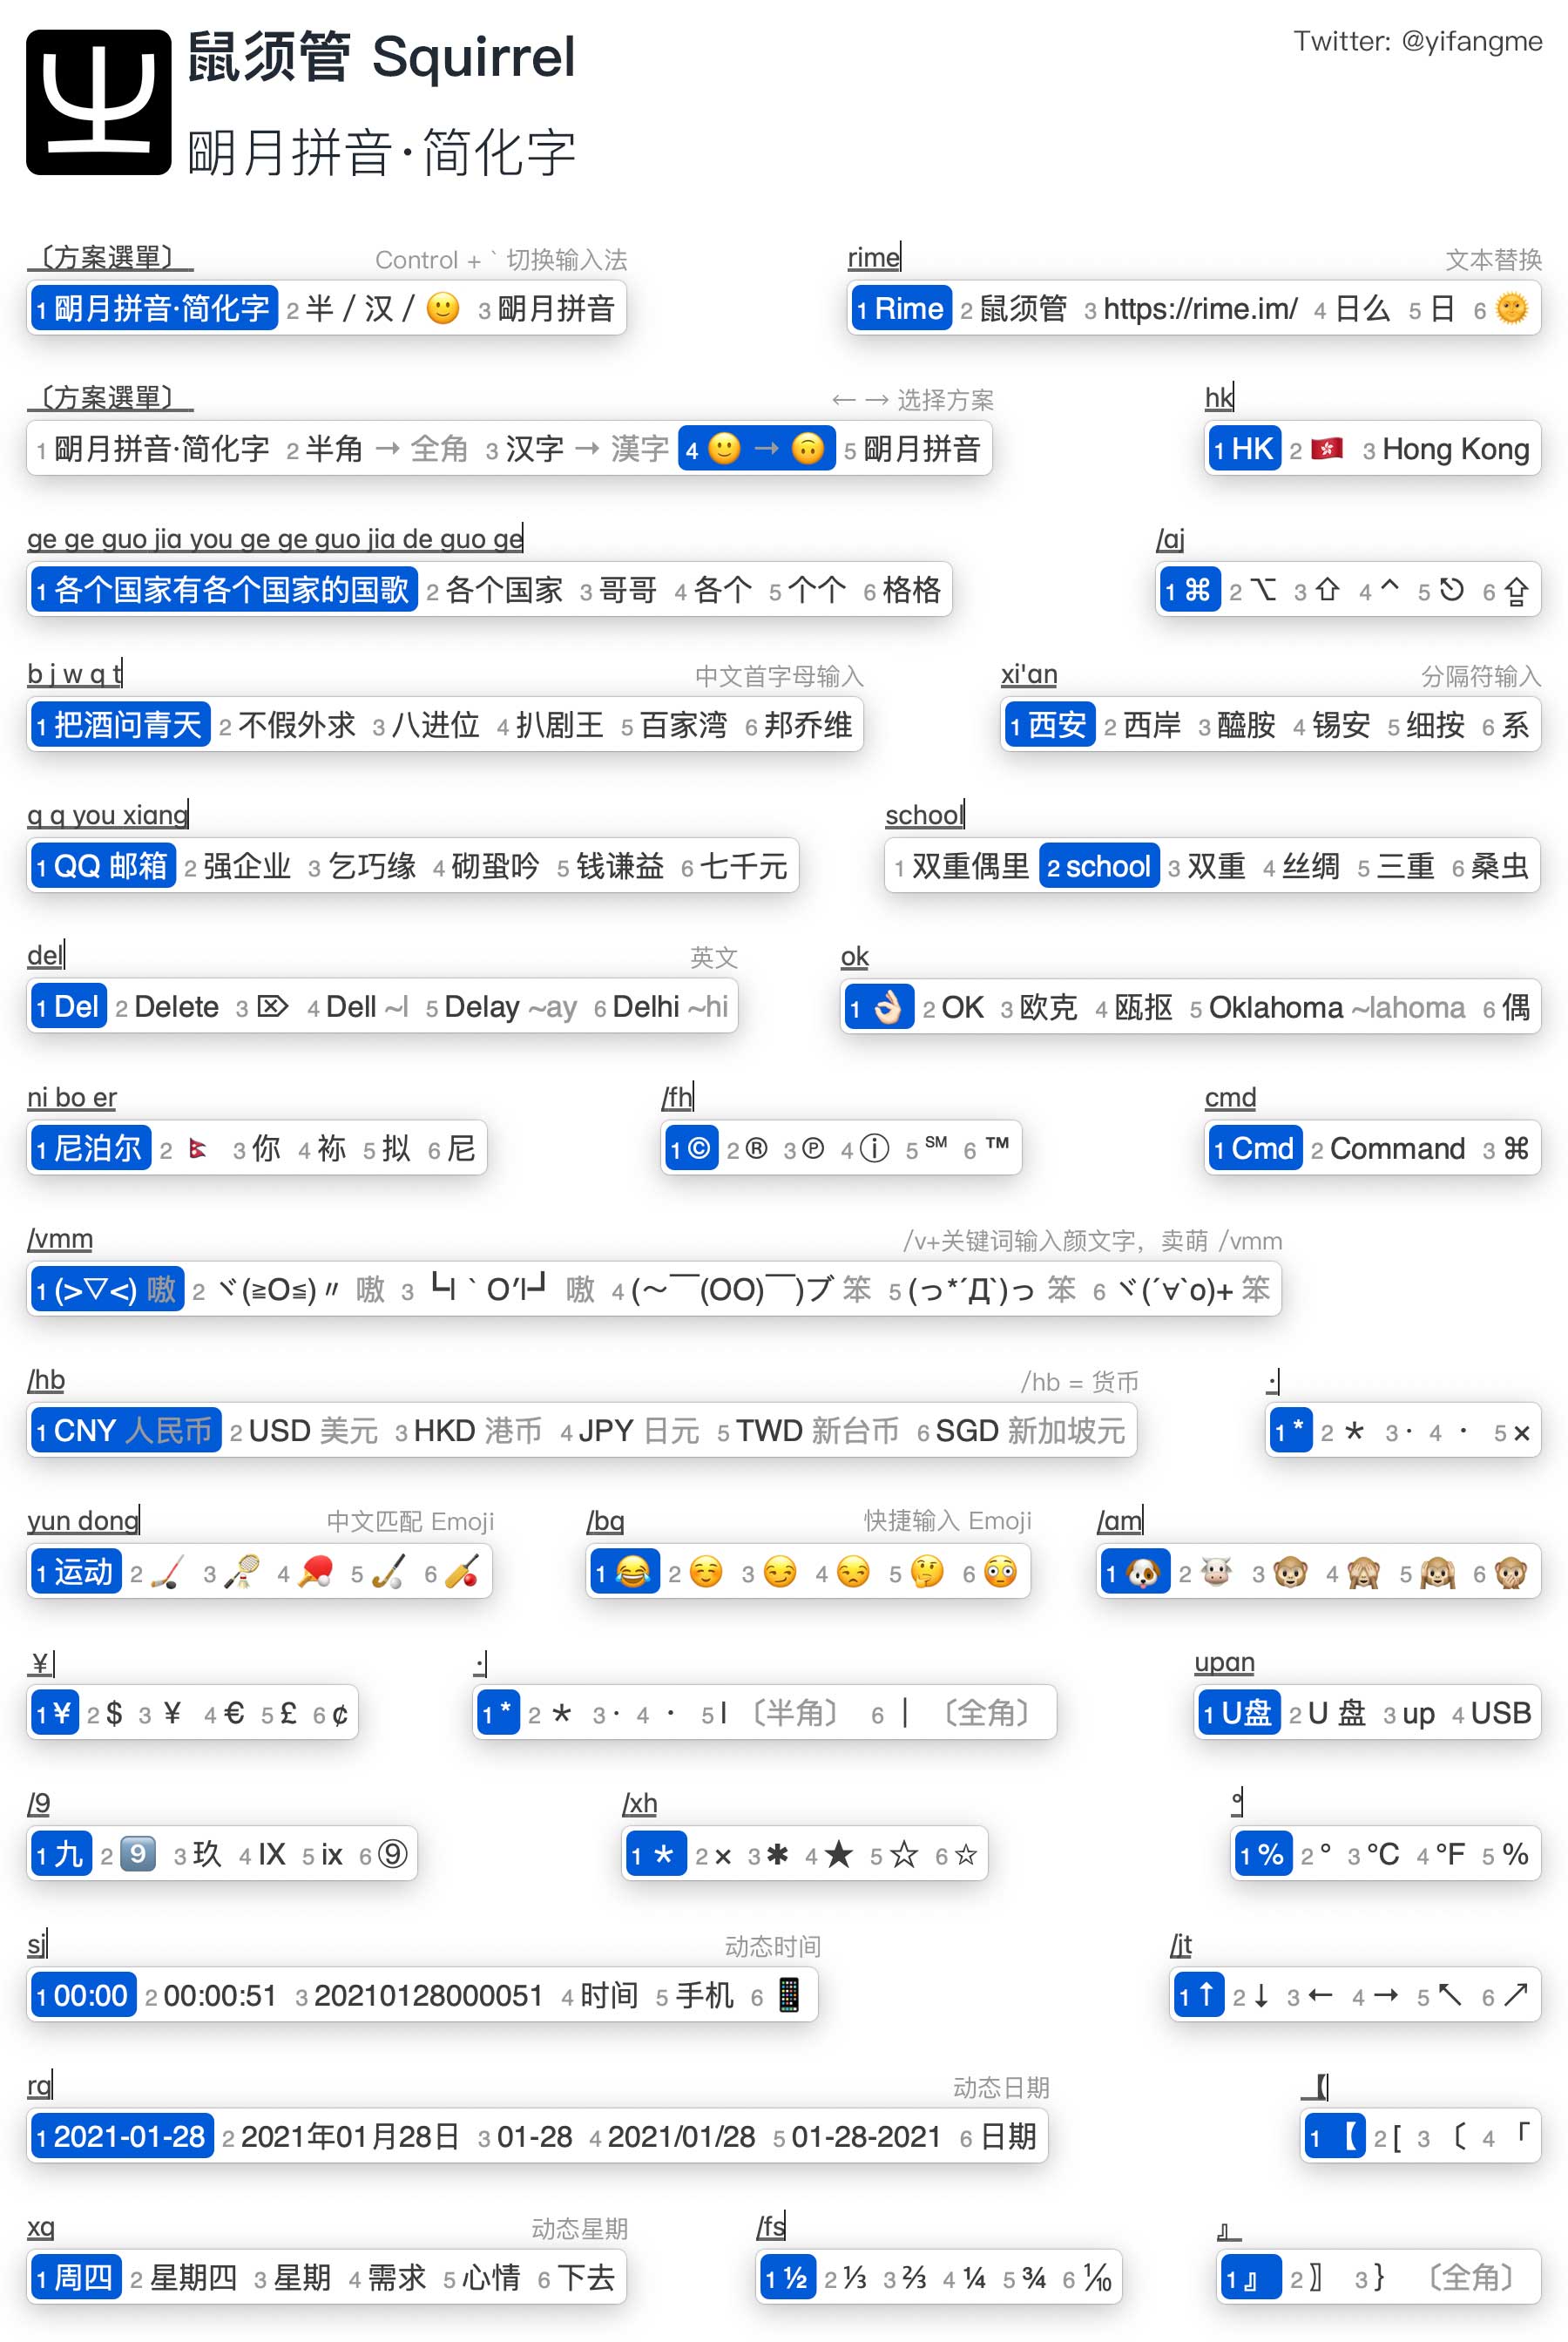 鼠须管 Squirrel
Twitter: @yifangme
朙月拼音·简化字
〔方案選單〕 Control + ` 切换输入法
1 朙月拼音·简化字 2 半 / 汉 / 🙂 3 朙月拼音
rime 文本替换
1 Rime 2 鼠须管 3 https://rime.im/ 4 日么 5 日 6 🌞
〔方案選單〕 ← → 选择方案
1 朙月拼音·简化字 2 半角 → 全角 3 汉字 → 漢字 4 🙂 → 🙃 5 朙月拼音
hk
1 HK 2 🇭🇰 3 Hong Kong
ge ge guo jia you ge ge guo jia de guo ge
1 各个国家有各个国家的国歌 2 各个国家 3 哥哥 4 各个 5 个个 6 格格
/aj
1 ⌘ 2 ⌥ 3 ⇧ 4 ⌃ 5 ⎋ 6 ⇪
b j w q t 中文首字母输入
1 把酒问青天 2 不假外求 3 八进位 4 扒剧王 5 百家湾 6 邦乔维
xi'an 分隔符输入
1 西安 2 西岸 3 醯胺 4 锡安 5 细按 6 系
q q you xiang
1 QQ 邮箱 2 强企业 3 乞巧缘 4 砌蛩吟 5 钱谦益 6 七千元
school
1 双重偶里 2 school 3 双重 4 丝绸 5 三重 6 桑虫
del 英文
1 Del 2 Delete 3 ⌦ 4 Dell ~l 5 Delay ~ay 6 Delhi ~hi
ok
1 👌🏻 2 OK 3 欧克 4 瓯抠 5 Oklahoma ~lahoma 6 偶
ni bo er
1 尼泊尔 2 🇳🇵 3 你 4 祢 5 拟 6 尼
/fh
1 © 2 ® 3 ℗ 4 ⓘ 5 ℠ 6 ™
cmd
1 Cmd 2 Command 3 ⌘
/vmm /v+关键词输入颜文字，卖萌 /vmm
1 (>▽<) 嗷 2 ヾ(≧O≦)〃 嗷 3 ┗|｀O′|┛ 嗷 4 (～￣(OO)￣)ブ 笨 5 (っ*´Д`)っ 笨 6 ヾ(´∀`o)+ 笨
/hb /hb = 货币
1 CNY 人民币 2 USD 美元 3 HKD 港币 4 JPY 日元 5 TWD 新台币 6 SGD 新加坡元
·
1 * 2 ＊ 3 · 4 ・ 5 ×
yun dong 中文匹配 Emoji
1 运动 2 🏒 3 🏸 4 🏓 5 🏑 6 🏏
/bq 快捷输入 Emoji
1 😂 2 ☺️ 3 😏 4 😒 5 🤔 6 😳
/am
1 🐶 2 🐮 3 🐵 4 🙈 5 🙉 6 🙊
¥
1 ¥ 2 $ 3 ￥ 4 € 5 £ 6 ¢
·
1 * 2 ＊ 3 · 4 ・ 5 | 〔半角〕 6 ｜ 〔全角〕
upan
1 U盘 2 U 盘 3 up 4 USB
/9
1 九 2 9️⃣ 3 玖 4 Ⅸ 5 ⅸ 6 ⑨
/xh
1 ＊ 2 × 3 ✱ 4 ★ 5 ☆ 6 ⭐︎
°
1 % 2 ° 3 ℃ 4 ℉ 5 %
sj 动态时间
1 00:00 2 00:00:51 3 20210128000051 4 时间 5 手机 6 📱
/jt
1 ↑ 2 ↓ 3 ← 4 → 5 ↖ 6 ↗
rq 动态日期
1 2021-01-28 2 2021年01月28日 3 01-28 4 2021/01/28 5 01-28-2021 6 日期
【
1 【 2 [ 3 〔 4 「
xq 动态星期
1 周四 2 星期四 3 星期 4 需求 5 心情 6 下去
/fs
1 ½ 2 ⅓ 3 ⅔ 4 ¼ 5 ¾ 6 ⅒
』
1 』 2 〗 3 ｝ 〔全角〕